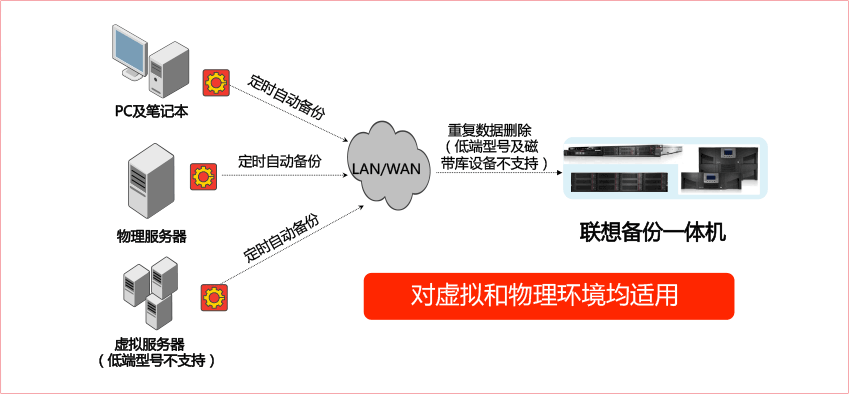 定时自动备份
PC及笔记本
重复数据删除
（低端型号及磁
带库设备不支持）
定时自动备份
LAN/WAN
物理服务器
定时自动备份
联想备份一体机
对虚拟和物理环境均适用
虚拟服务器
（低端型号不支持）